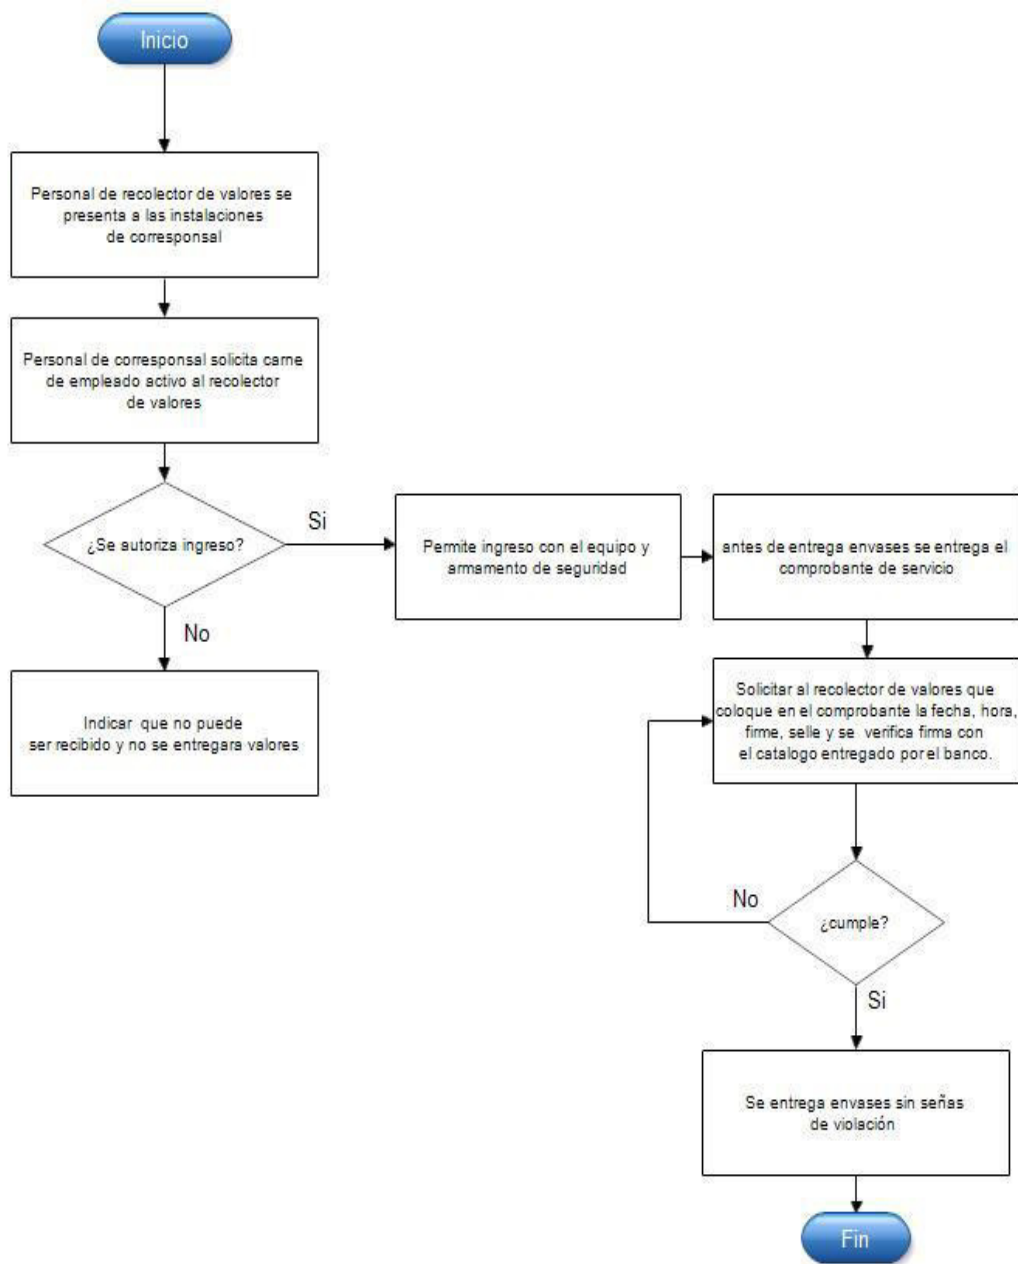 Inicio
Personal de recolector de valores se
presenta a las instalaciones
de corresponsal
Personal de corresponsal solicita carne
de empleado activo al recolector
de valores
¿Se autoriza ingreso?
Si
Permite ingreso con el equipo y
armamento de seguridad
antes de entrega envases se entrega el
comprobante de servicio
No
Indicar que no puede
ser recibido y no se entregara valores
Solicitar al recolector de valores que
coloque en el comprobante la fecha, hora,
firme, selle y se verifica firma con
el catalogo entregado por el banco.
No
¿cumple?
Si
Se entrega envases sin señas
de violación
Fin